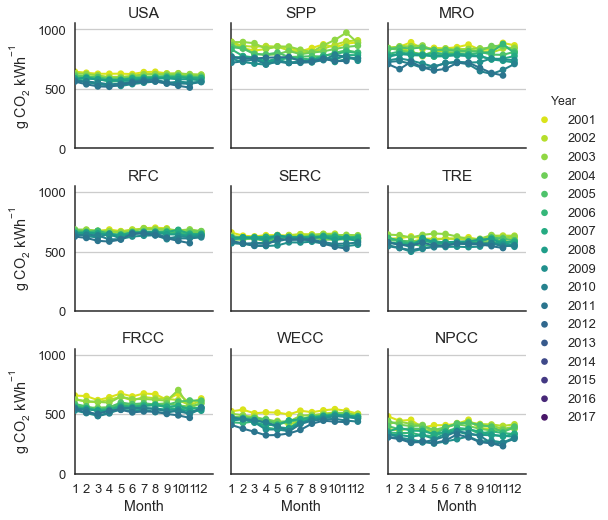 USA SPP MRO
1000
500
0
g CO₂ kWh⁻¹
RFC SERC TRE
1000
500
0
g CO₂ kWh⁻¹
FRCC WECC NPCC
1000
500
0
g CO₂ kWh⁻¹
1 2 3 4 5 6 7 8 9 10 11 12 1 2 3 4 5 6 7 8 9 10 11 12 1 2 3 4 5 6 7 8 9 10 11 12
Month Month Month
Year
2001
2002
2003
2004
2005
2006
2007
2008
2009
2010
2011
2012
2013
2014
2015
2016
2017